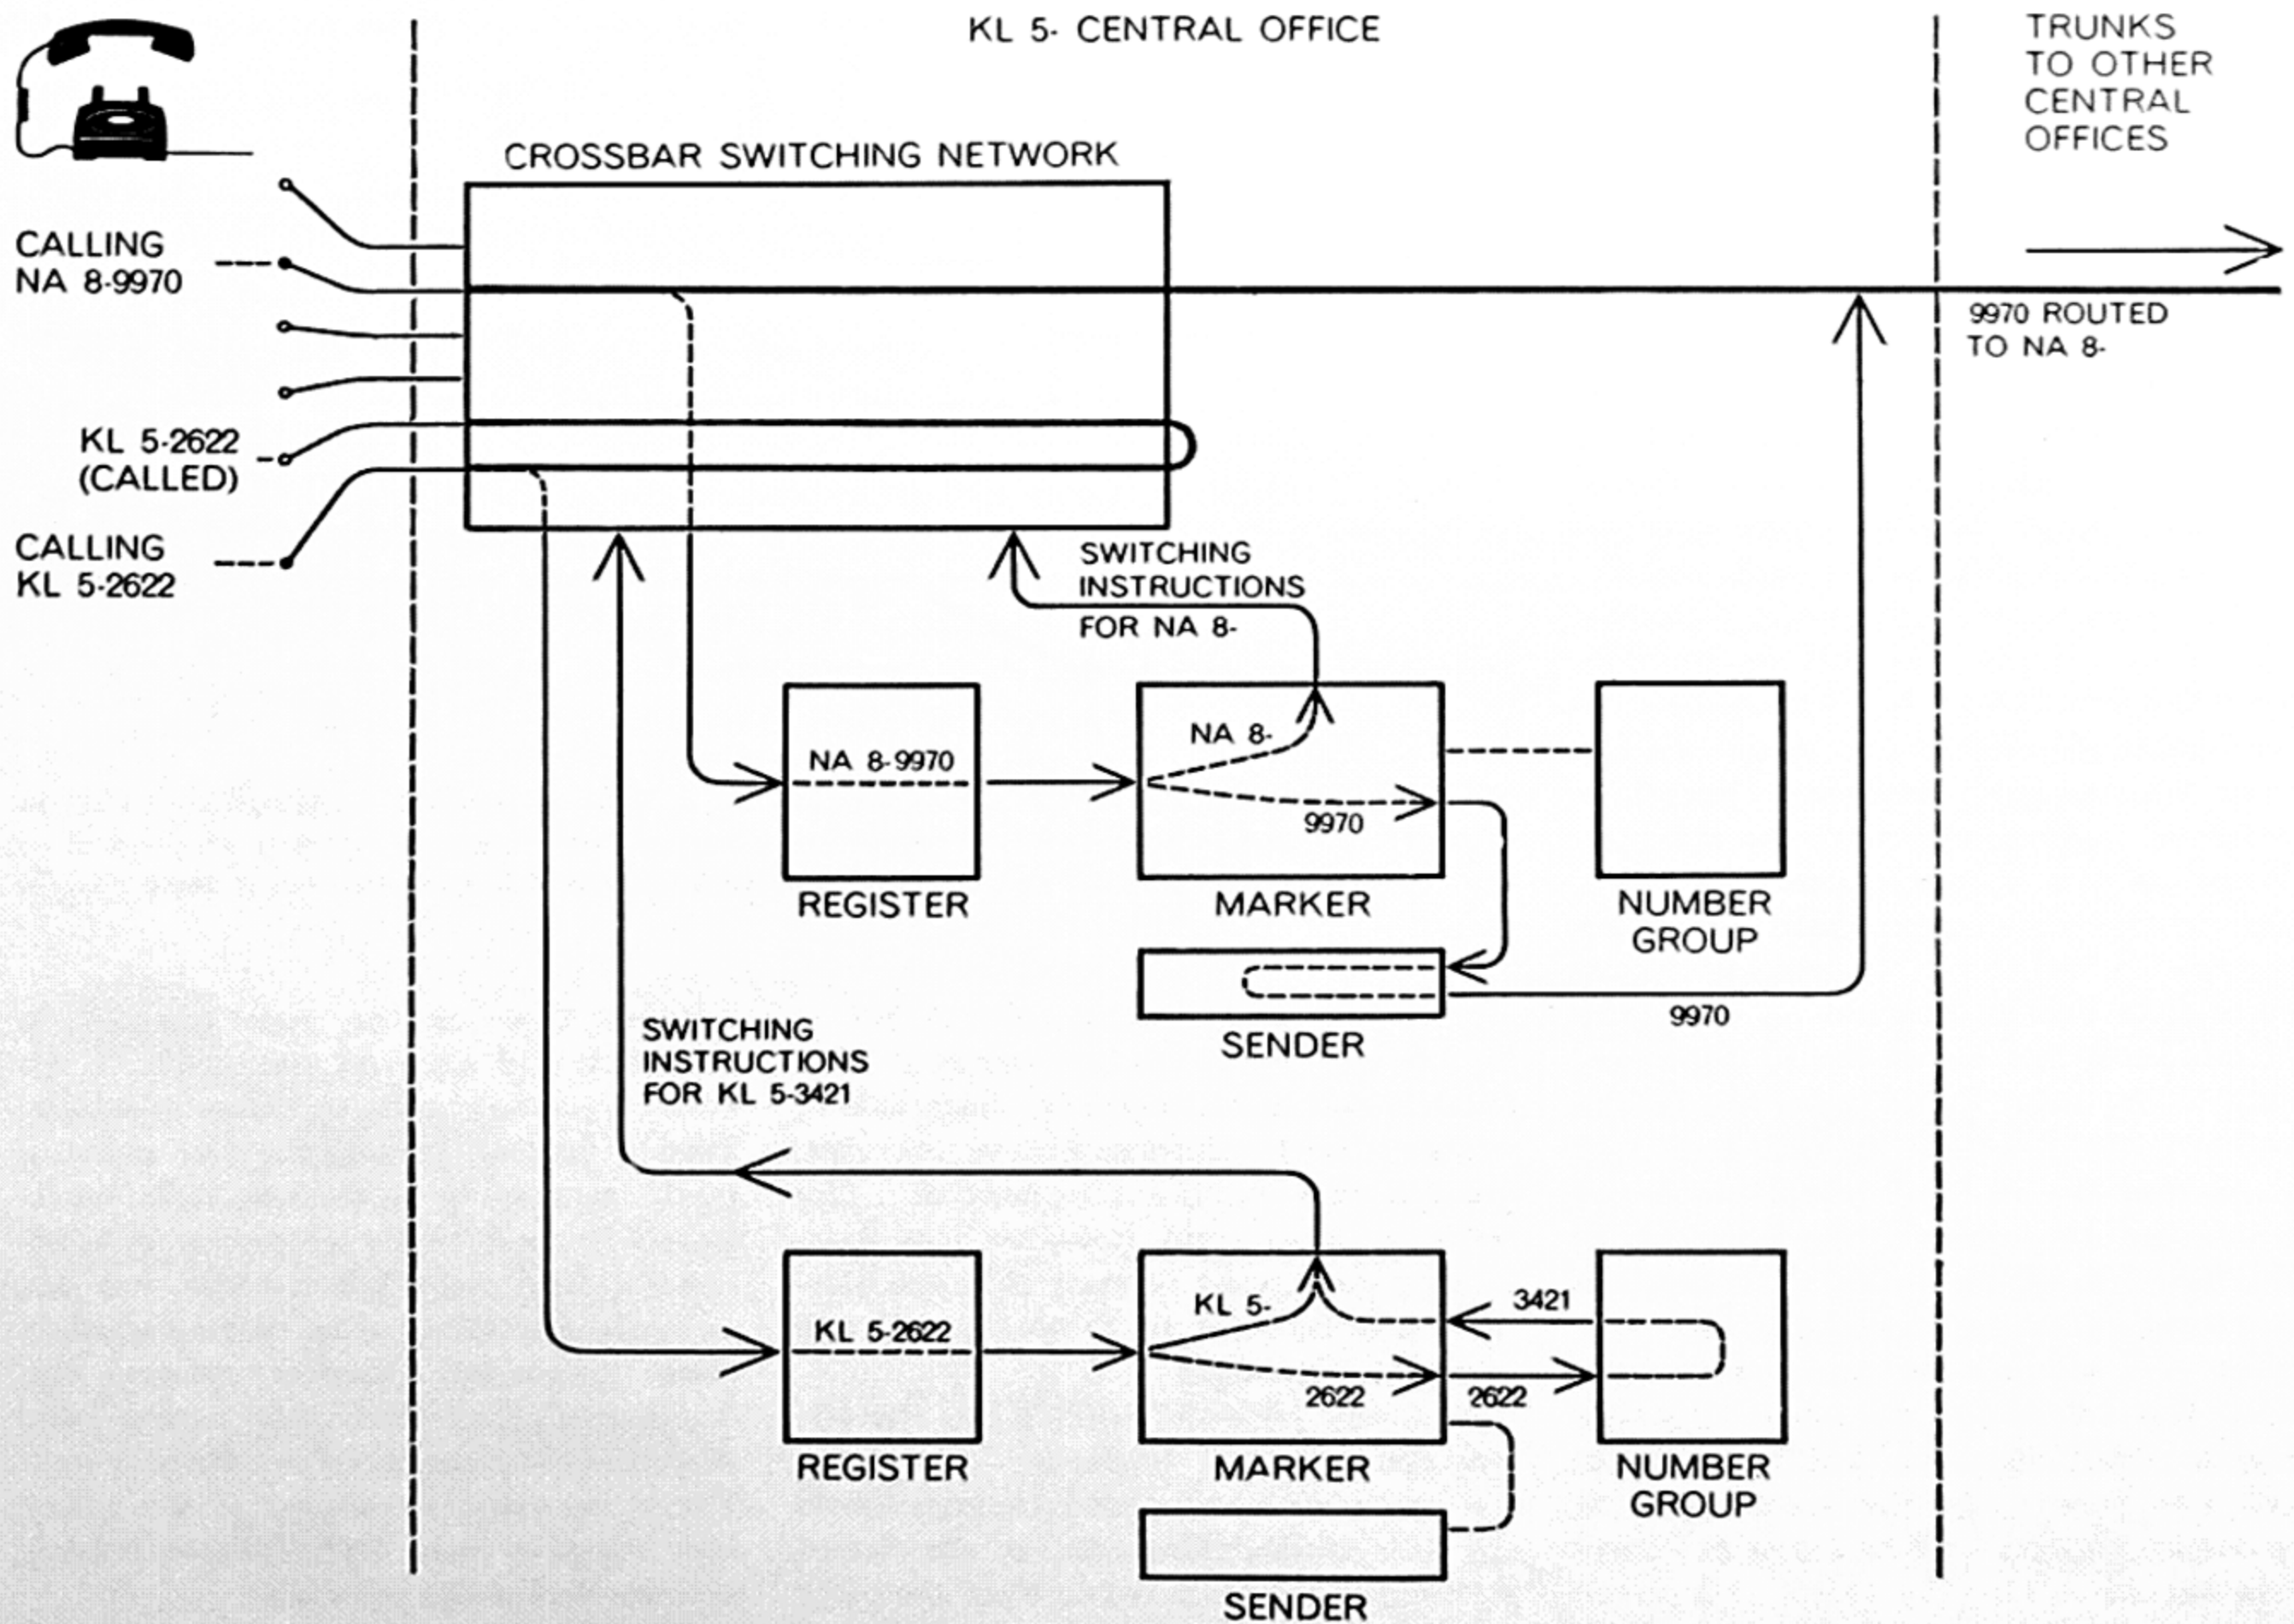 KL 5- CENTRAL OFFICE
TRUNKS
TO OTHER
CENTRAL
OFFICES
CROSSBAR SWITCHING NETWORK
CALLING
NA 8-9970
9970 ROUTED
TO NA 8-
KL 5-2622
(CALLED)
CALLING
KL 5-2622
SWITCHING
INSTRUCTIONS
FOR NA 8-
NA 8-9970
NA 8-
9970
REGISTER
MARKER
NUMBER
GROUP
SENDER
9970
SWITCHING
INSTRUCTIONS
FOR KL 5-3421
KL 5-2622
KL 5-
3421
2622
2622
REGISTER
MARKER
NUMBER
GROUP
SENDER